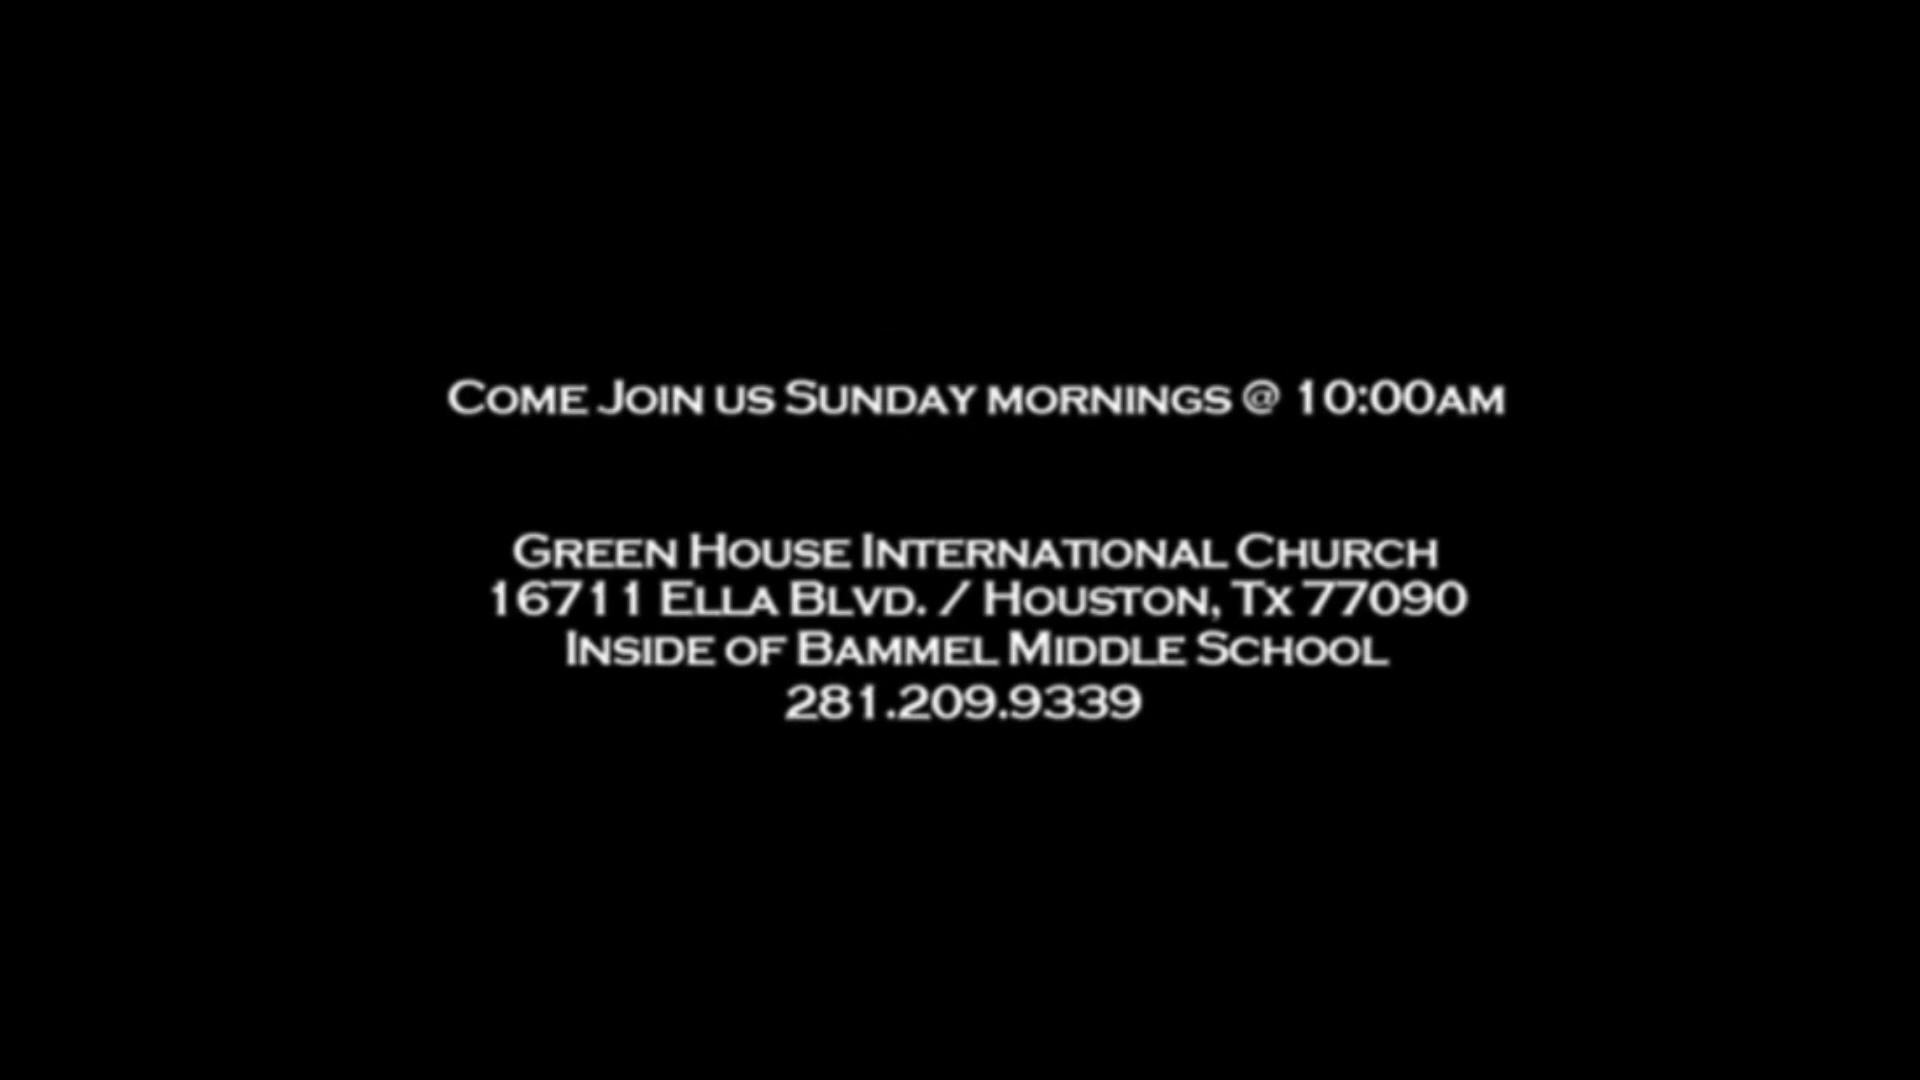 Come Join us Sunday mornings @ 10:00am
Green House International Church
16711 Ella Blvd. / Houston, Tx 77090
Inside of Bammel Middle School
281.209.9339